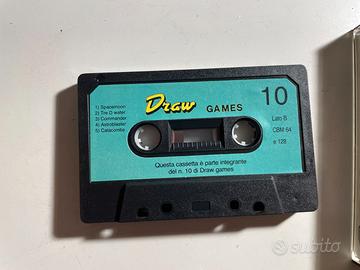 Draw GAMES
10
1) Spacemoon
2) Tre D water
3) Commander
4) Astroblaster
5) Catacombs
Lato B
CBM 64
e 128
Questa cassetta è parte integrante
del n. 10 di Draw games
subito